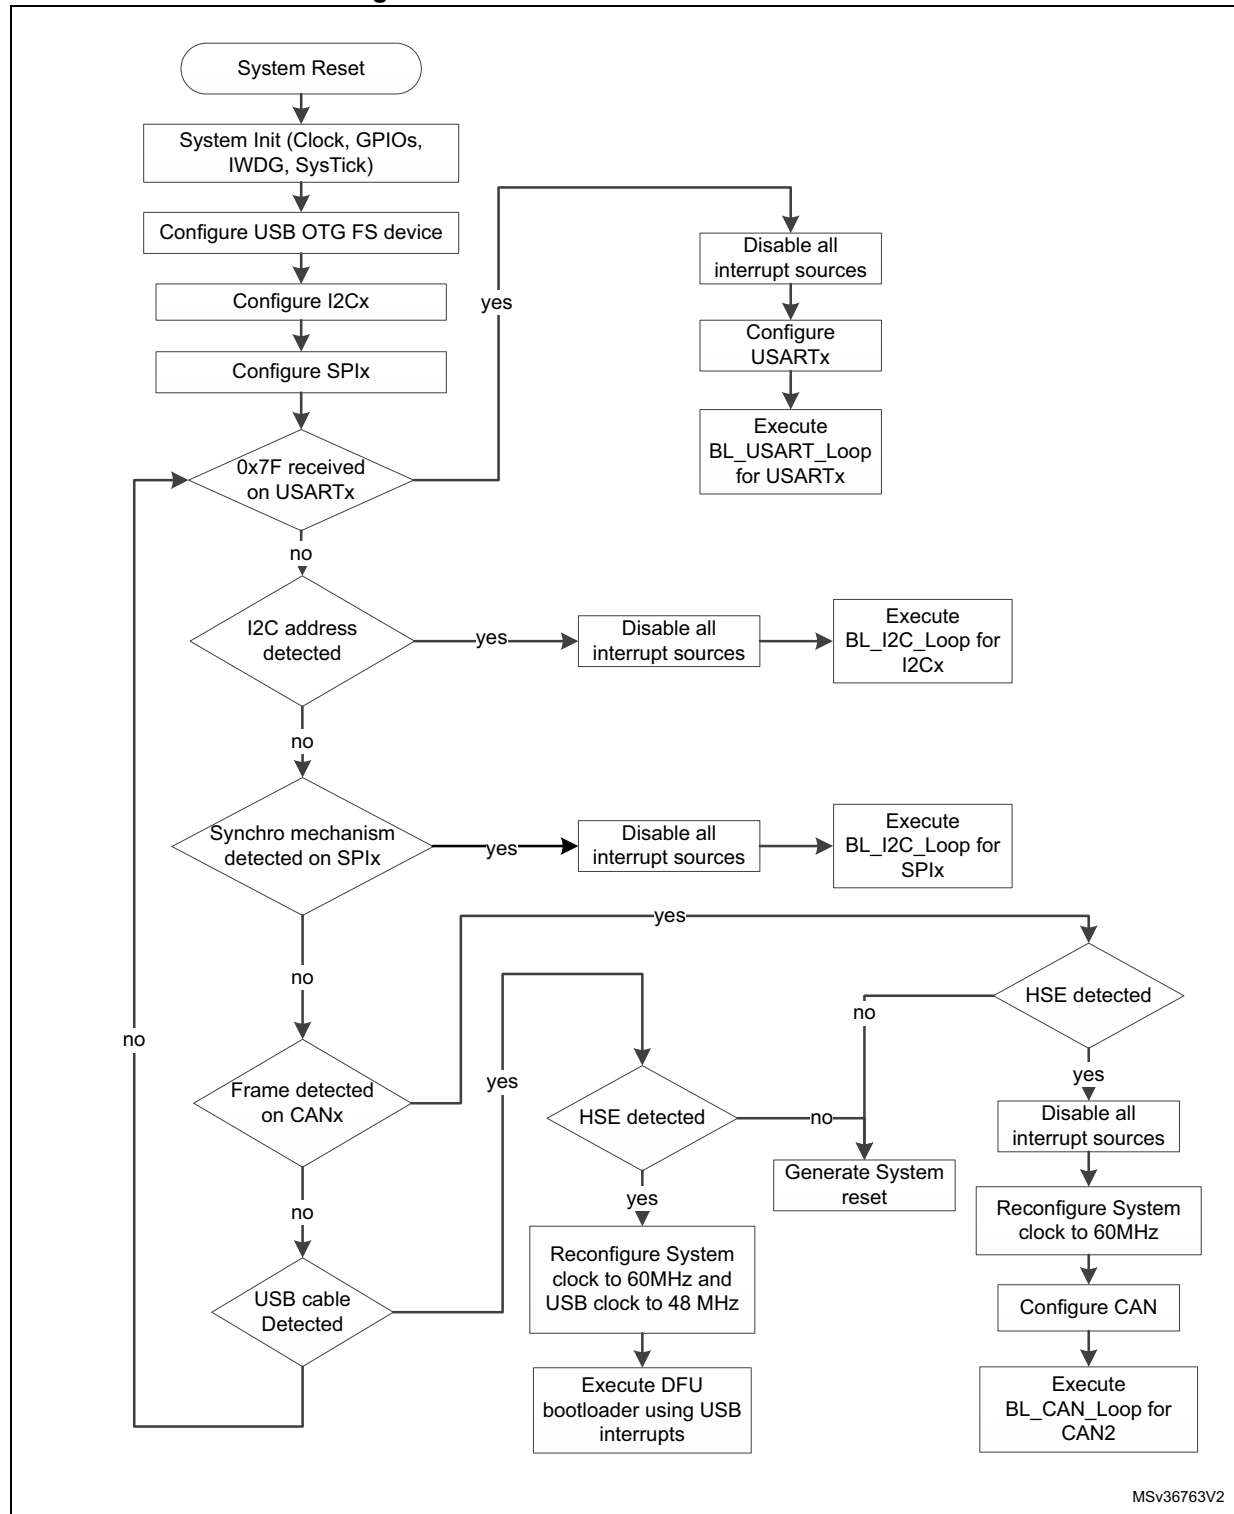 System Reset
System Init (Clock, GPIOs,
IWDG, SysTick)
Configure USB OTG FS device
Configure I2Cx
Configure SPIx
0x7F received
on USARTx
yes
Disable all
interrupt sources
Configure
USARTx
Execute
BL_USART_Loop
for USARTx
no
I2C address
detected
yes
Disable all
interrupt sources
Execute
BL_I2C_Loop for
I2Cx
no
Synchro mechanism
detected on SPIx
yes
Disable all
interrupt sources
Execute
BL_I2C_Loop for
SPIx
no
Frame detected
on CANx
yes
HSE detected
no
yes
Disable all
interrupt sources
Reconfigure System
clock to 60MHz
Configure CAN
Execute
BL_CAN_Loop for
CAN2
no
USB cable
Detected
yes
HSE detected
no
Generate System
reset
yes
Reconfigure System
clock to 60MHz and
USB clock to 48 MHz
Execute DFU
bootloader using USB
interrupts
no
MSv36763V2